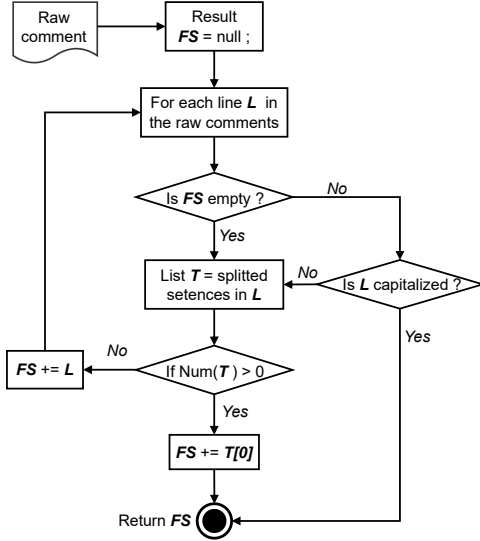 Raw
comment
Result
FS = null ;
For each line L in
the raw comments
Is FS empty ?
No
Yes
List T = splitted
setences in L
No
Is L capitalized ?
Yes
FS += L
No
If Num(T ) > 0
Yes
FS += T[0]
Return FS